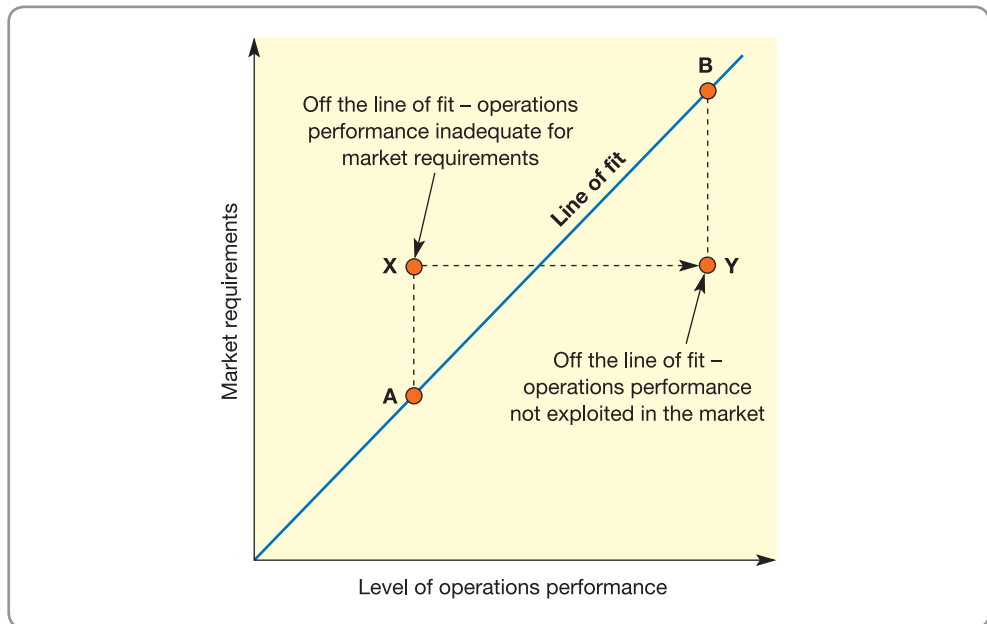 B
Off the line of fit – operations
performance inadequate for
market requirements
Line of fit
Market requirements
X
Y
A
Off the line of fit –
operations performance
not exploited in the market
Level of operations performance